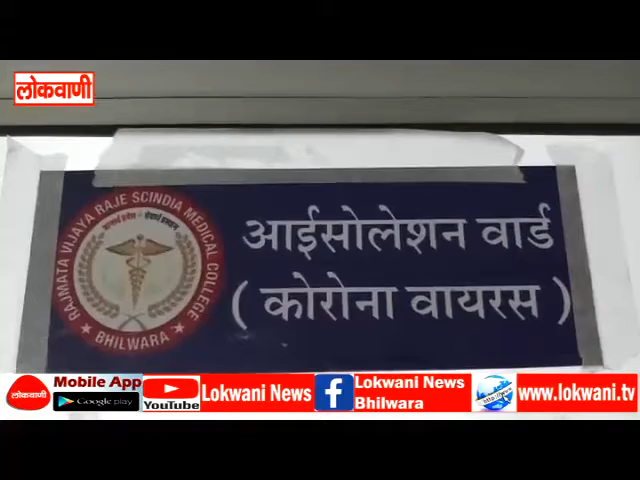 लोकवाणी
RAJMATA VIJAYA RAJE SCINDIA MEDICAL COLLEGE
★ BHILWARA ★
आईसोलेशन वार्ड
( कोरोना वायरस )
लोकवाणी
Mobile App
Google play
YouTube
Lokwani News
Lokwani News
Bhilwara
www.lokwani.tv